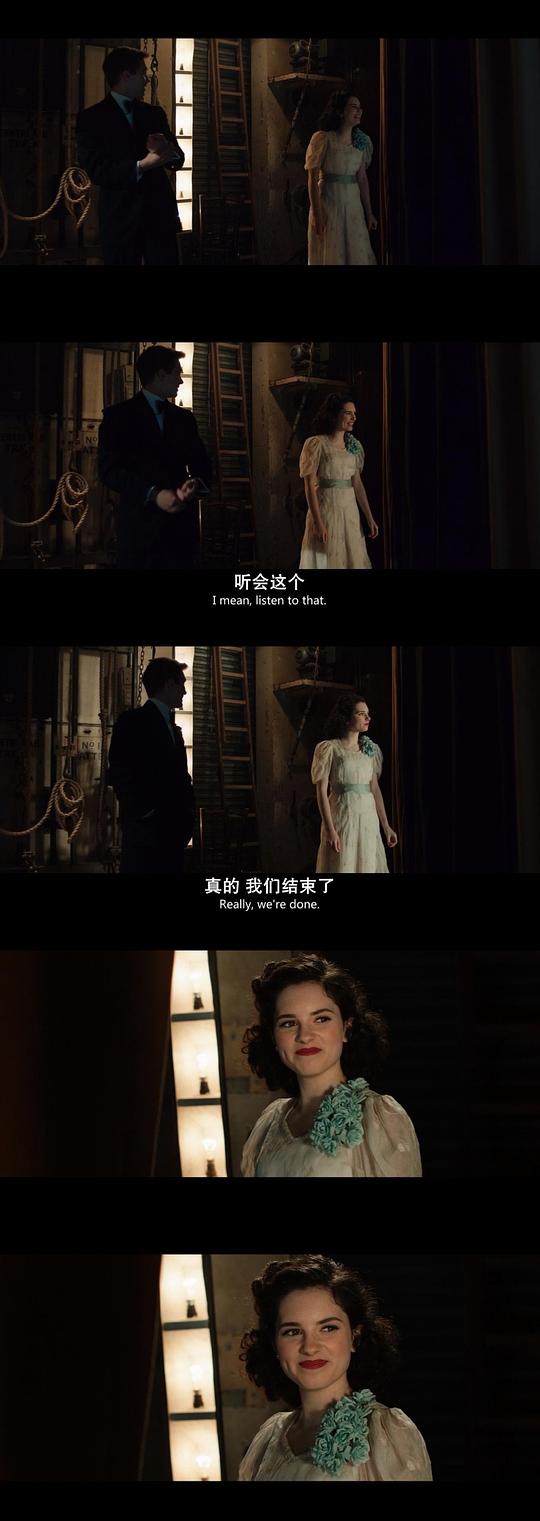 听会这个
I mean, listen to that.
真的 我们结束了
Really, we're done.